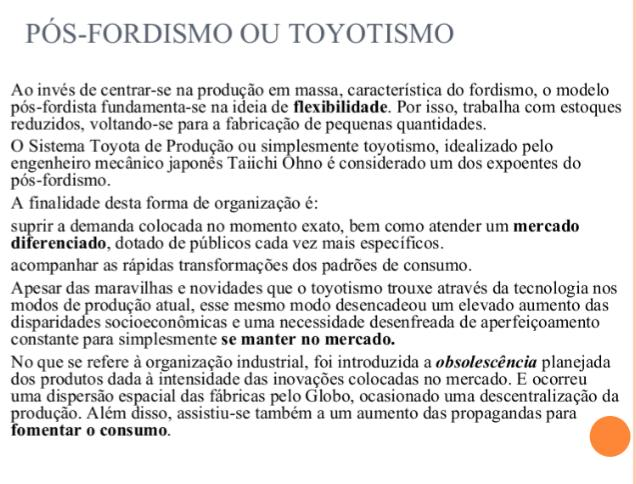 PÓS-FORDISMO OU TOYOTISMO
Ao invés de centrar-se na produção em massa, característica do fordismo, o modelo
pós-fordista fundamenta-se na ideia de flexibilidade. Por isso, trabalha com estoques
reduzidos, voltando-se para a fabricação de pequenas quantidades.
O Sistema Toyota de Produção ou simplesmente toyotismo, idealizado pelo
engenheiro mecânico japonês Taiichi Ohno é considerado um dos expoentes do
pós-fordismo.
A finalidade desta forma de organização é:
suprir a demanda colocada no momento exato, bem como atender um mercado
diferenciado, dotado de públicos cada vez mais específicos.
acompanhar as rápidas transformações dos padrões de consumo.
Apesar das maravilhas e novidades que o toyotismo trouxe através da tecnologia nos
modos de produção atual, esse mesmo modo desencadeou um elevado aumento das
disparidades socioeconômicas e uma necessidade desenfreada de aperfeiçoamento
constante para simplesmente se manter no mercado.
No que se refere à organização industrial, foi introduzida a obsolescência planejada
dos produtos dada à intensidade das inovações colocadas no mercado. E ocorreu
uma dispersão espacial das fábricas pelo Globo, ocasionado uma descentralização da
produção. Além disso, assistiu-se também a um aumento das propagandas para
fomentar o consumo.